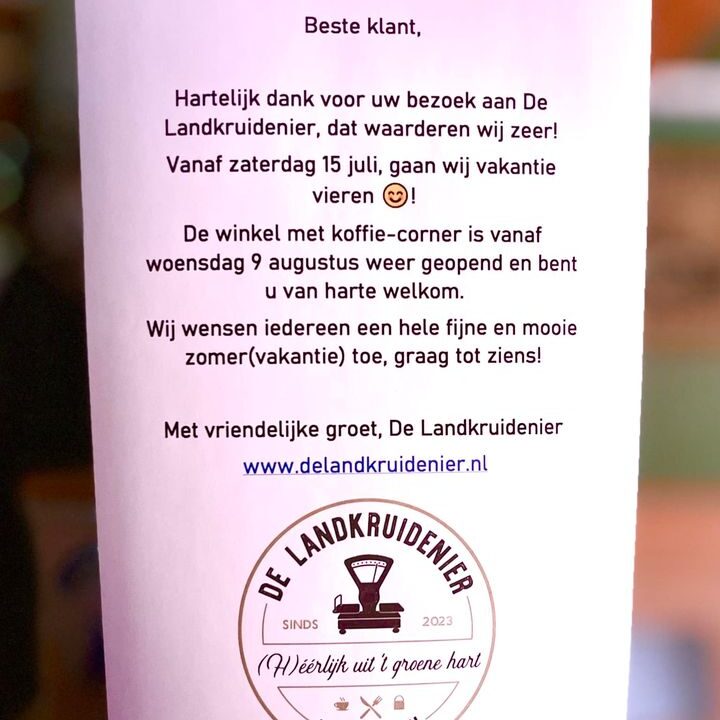 Beste klant,
Hartelijk dank voor uw bezoek aan De
Landkruidenier, dat waarderen wij zeer!
Vanaf zaterdag 15 juli, gaan wij vakantie
vieren 😊!
De winkel met koffie-corner is vanaf
woensdag 9 augustus weer geopend en bent
u van harte welkom.
Wij wensen iedereen een hele fijne en mooie
zomer(vakantie) toe, graag tot ziens!
Met vriendelijke groet, De Landkruidenier
www.delandkruidenier.nl
DE LANDKRUIDENIER
SINDS 2023
(H)éérlijk uit 't groene hart